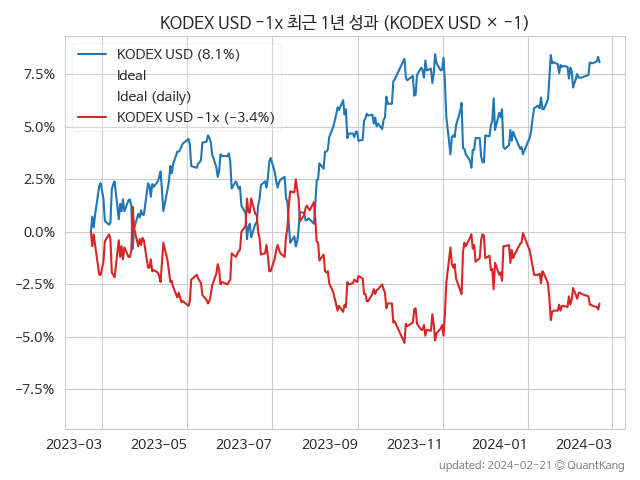 KODEX USD −1x 최근 1년 성과 (KODEX USD × −1)
KODEX USD (8.1%)
Ideal
Ideal (daily)
KODEX USD −1x (−3.4%)
7.5%
5.0%
2.5%
0.0%
−2.5%
−5.0%
−7.5%
2023-03 2023-05 2023-07 2023-09 2023-11 2024-01 2024-03
updated: 2024-02-21 © QuantKang